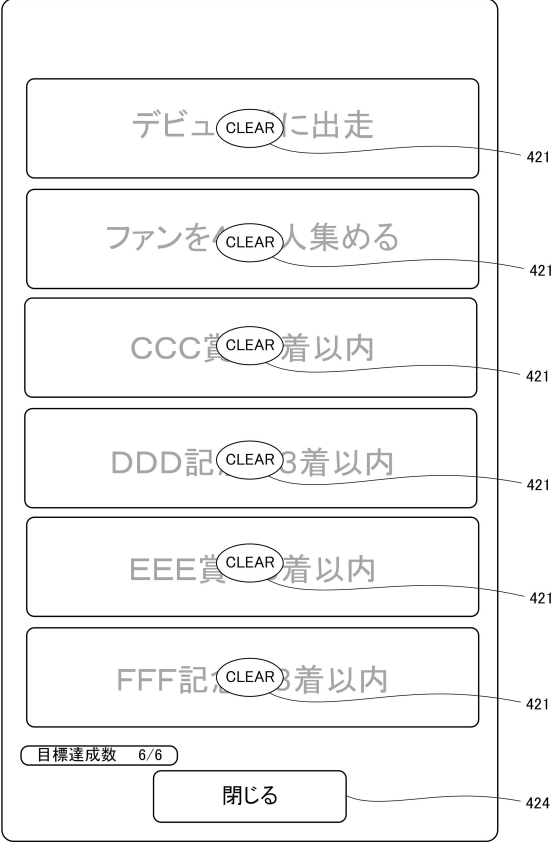 デビュ CLEAR に出走
421
ファンを CLEAR 人集める
421
CCC賞 CLEAR 着以内
421
DDD記 CLEAR 3着以内
421
EEE賞 CLEAR 着以内
421
FFF記 CLEAR 3着以内
421
目標達成数 6/6
閉じる
424